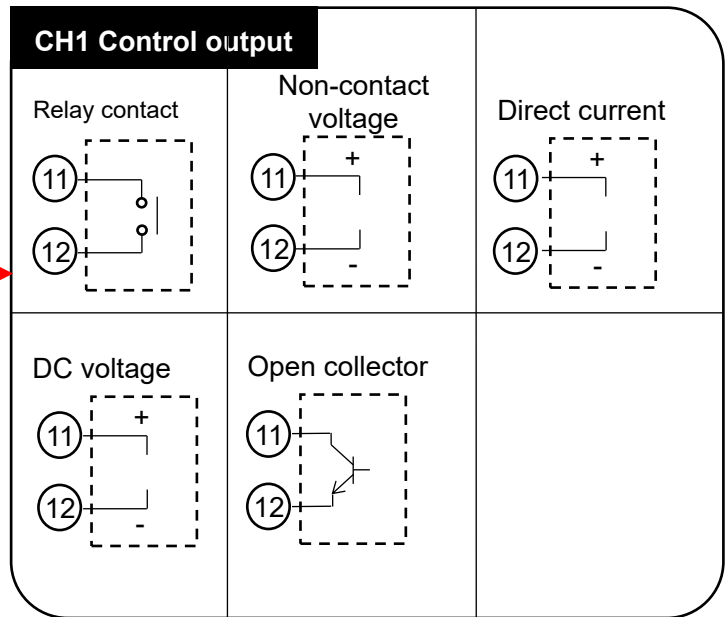 CH1 Control output
Relay contact
11
12
Non-contact
voltage
+
11
12
-
Direct current
+
11
12
-
DC voltage
+
11
12
-
Open collector
11
12